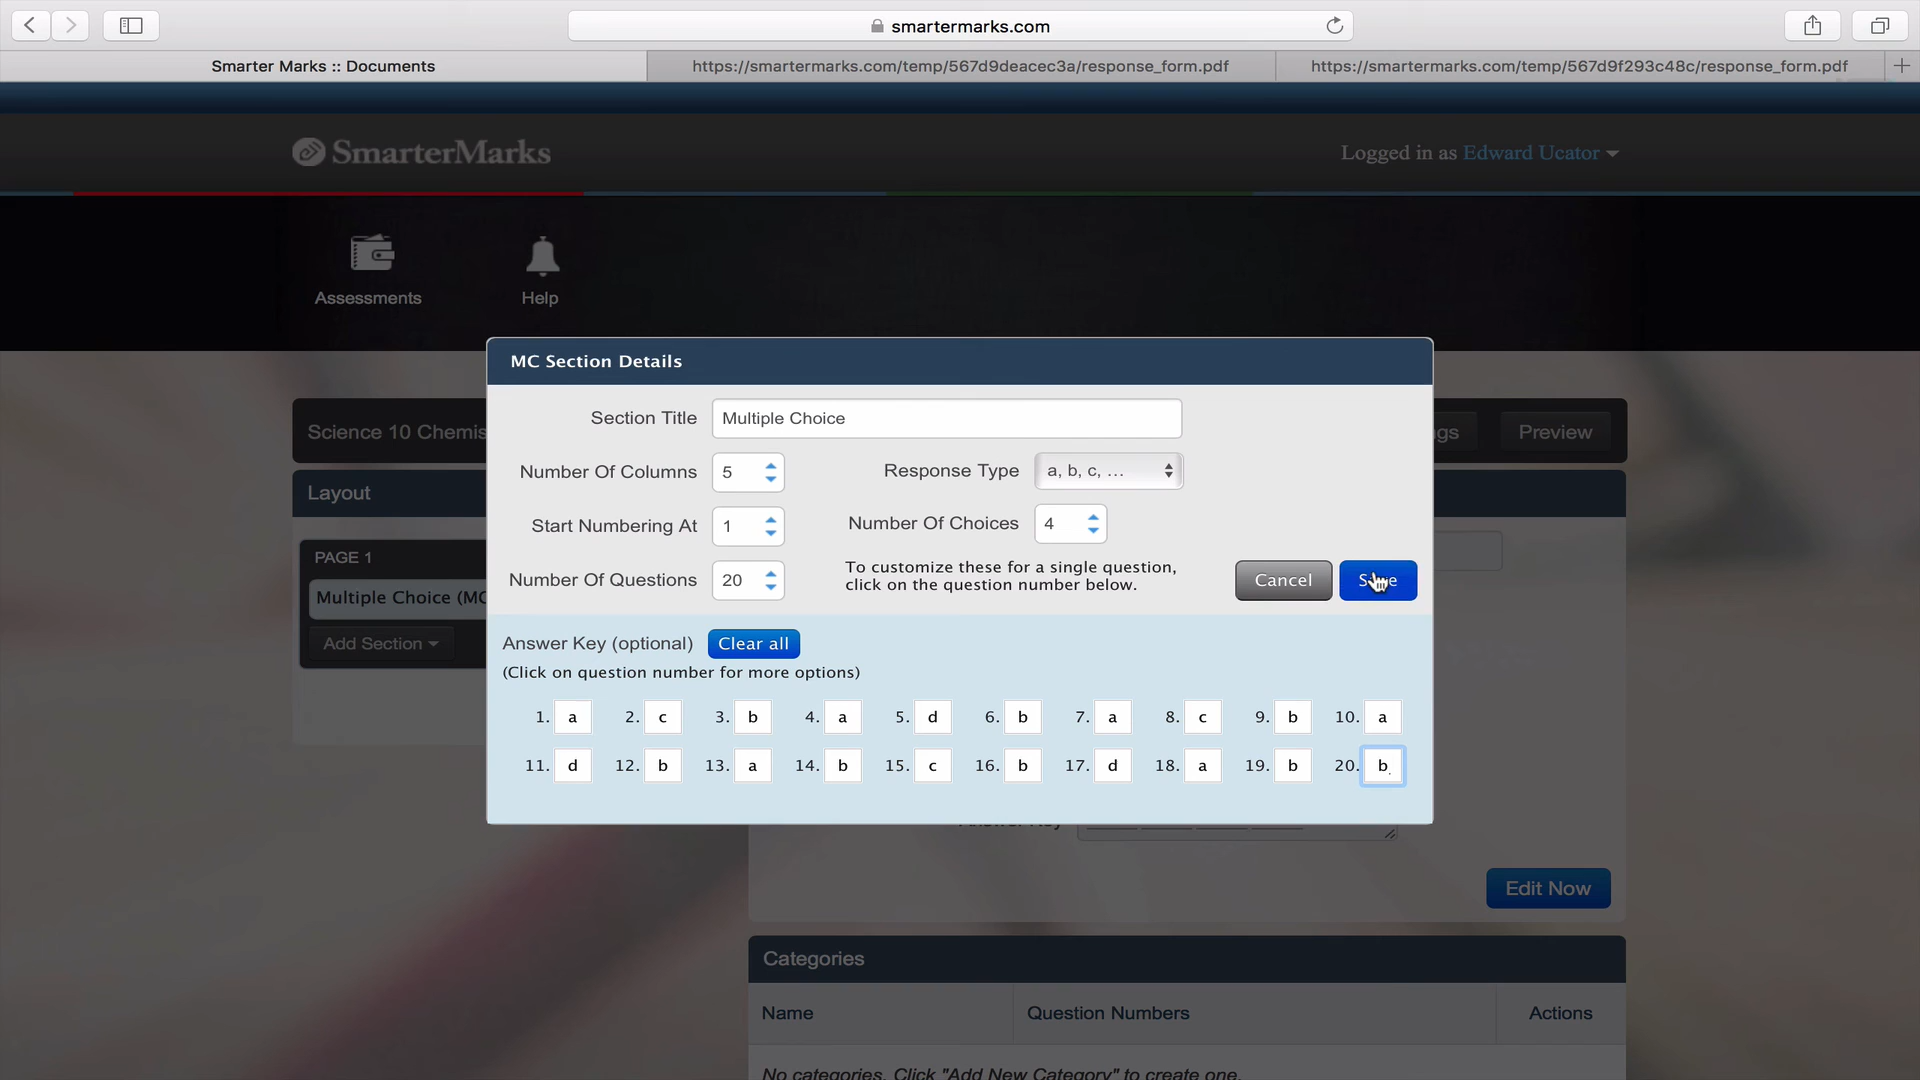 smartermarks.com
Smarter Marks :: Documents
https://smartermarks.com/temp/567d9deacec3a/response_form.pdf
https://smartermarks.com/temp/567d9f293c48c/response_form.pdf
SmarterMarks
Logged in as Edward Ucator
Assessments
Help
MC Section Details
Section Title Multiple Choice
Number Of Columns 5 Response Type a, b, c, ...
Start Numbering At 1 Number Of Choices 4
Number Of Questions 20
To customize these for a single question,
click on the question number below.
Cancel
Save
Answer Key (optional) Clear all
(Click on question number for more options)
1. a 2. c 3. b 4. a 5. d 6. b 7. a 8. c 9. b 10. a
11. d 12. b 13. a 14. b 15. c 16. b 17. d 18. a 19. b 20. b
Science 10 Chemis
gs
Preview
Layout
PAGE 1
Multiple Choice (MC
Add Section
Edit Now
Categories
Name Question Numbers Actions
No categories. Click "Add New Category" to create one.